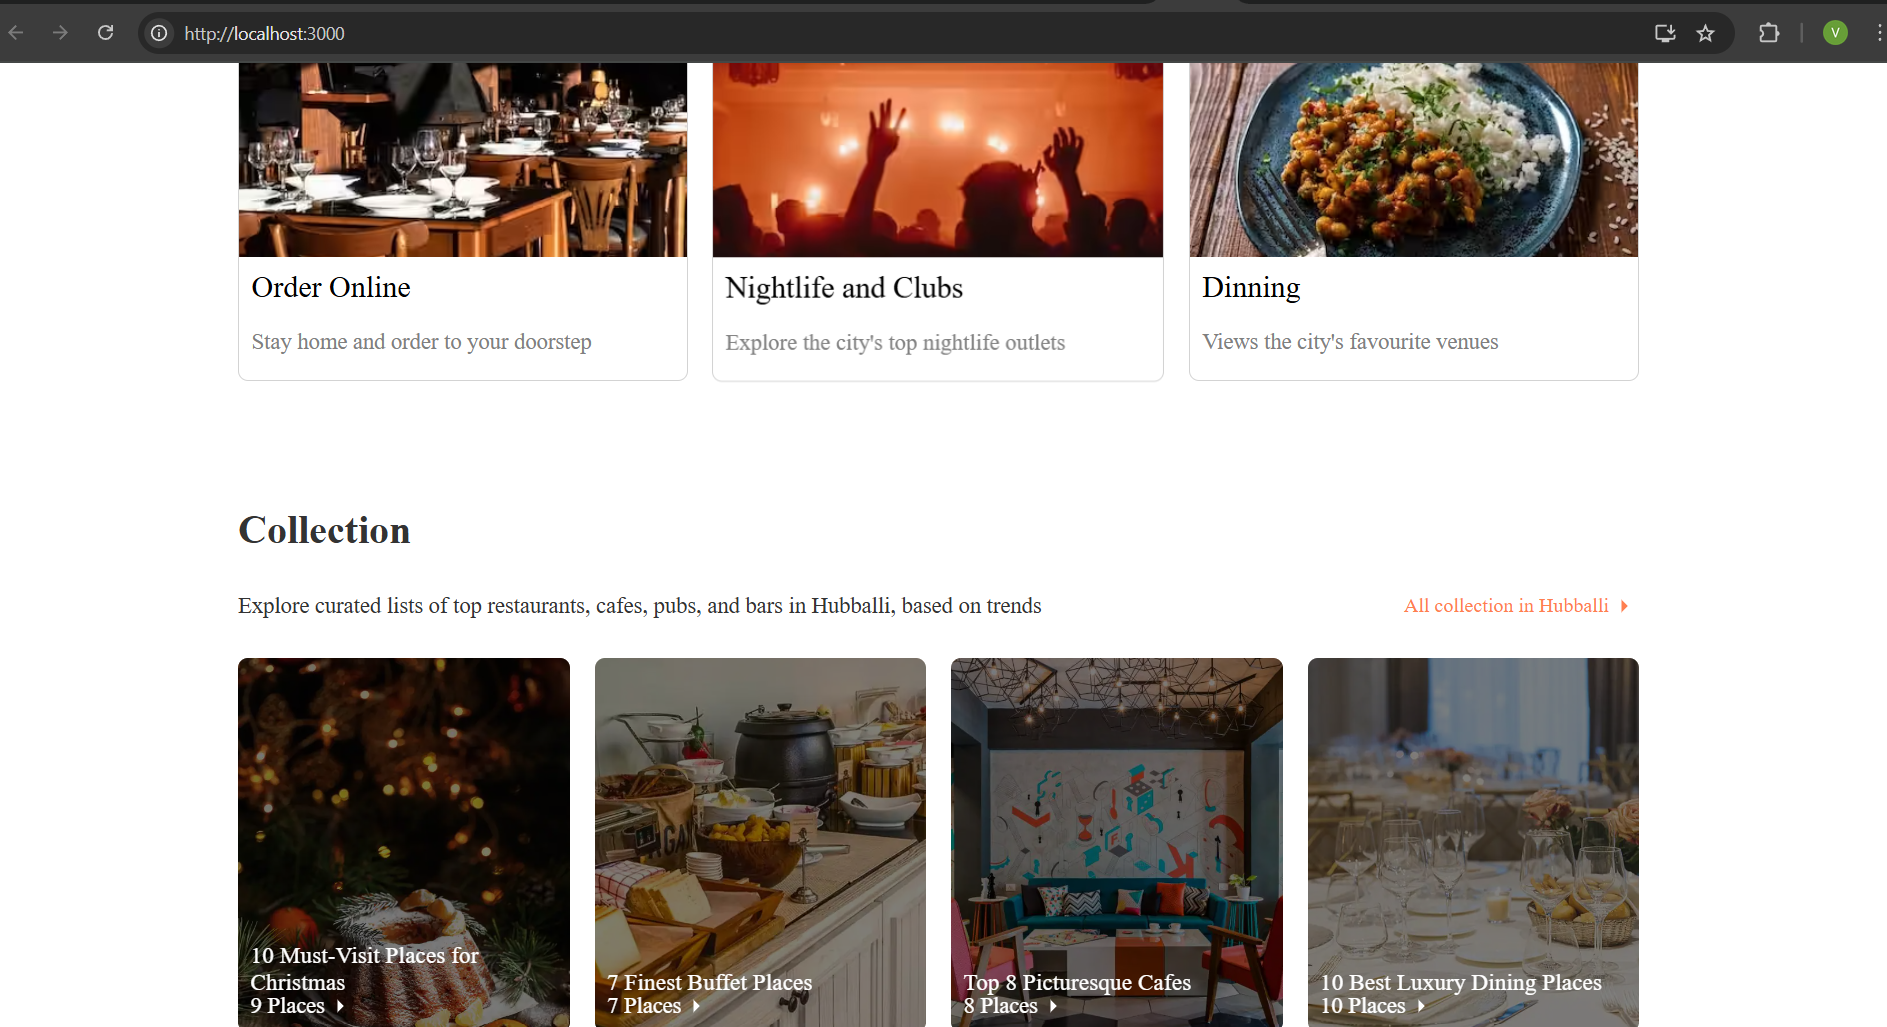 http://localhost:3000
V
Order Online
Nightlife and Clubs
Dinning
Stay home and order to your doorstep
Explore the city's top nightlife outlets
Views the city's favourite venues
Collection
Explore curated lists of top restaurants, cafes, pubs, and bars in Hubballi, based on trends
All collection in Hubballi
10 Must-Visit Places for
Christmas
9 Places
7 Finest Buffet Places
7 Places
Top 8 Picturesque Cafes
8 Places
10 Best Luxury Dining Places
10 Places